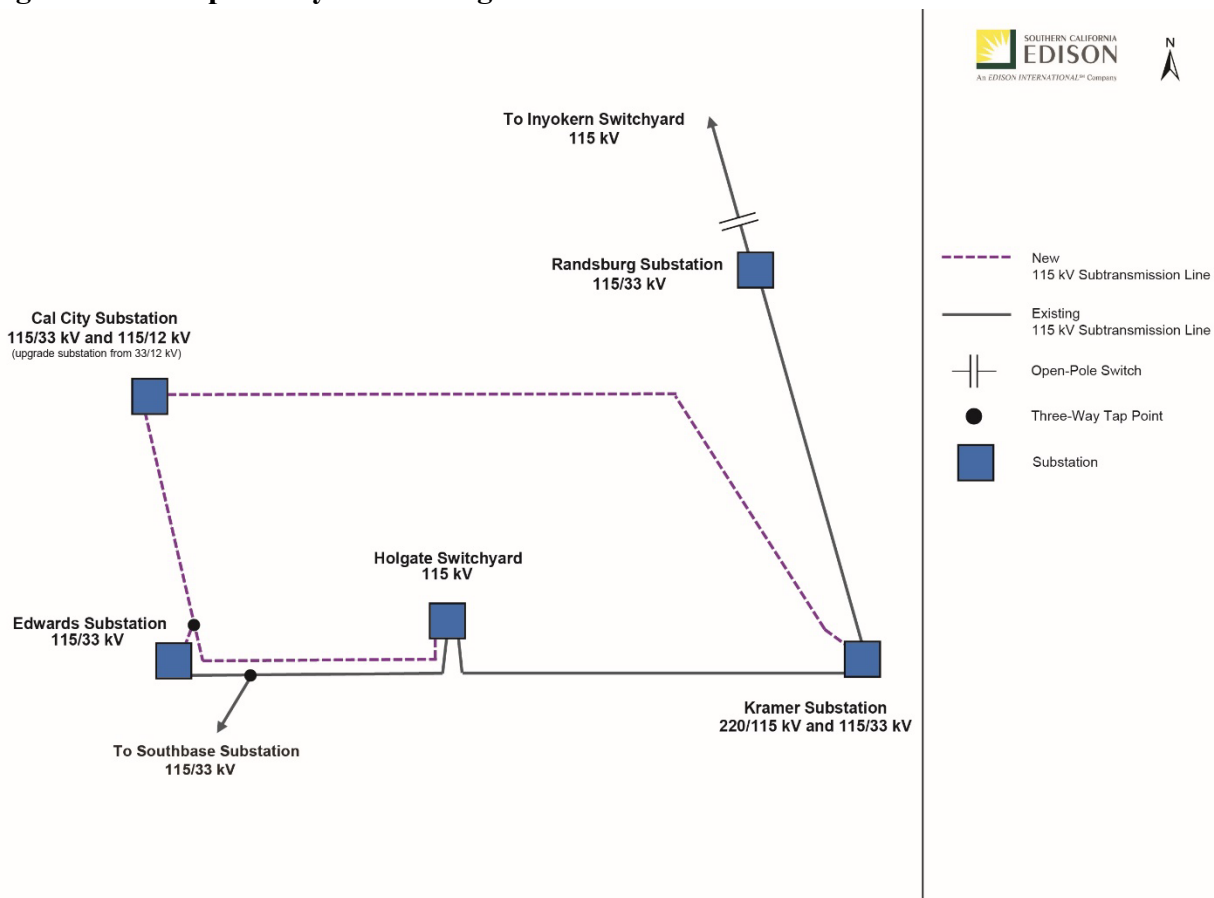 SOUTHERN CALIFORNIA
EDISON
An EDISON INTERNATIONAL℠ Company
N
To Inyokern Switchyard
115 kV
Randsburg Substation
115/33 kV
Cal City Substation
115/33 kV and 115/12 kV
(upgrade substation from 33/12 kV)
Holgate Switchyard
115 kV
Edwards Substation
115/33 kV
Kramer Substation
220/115 kV and 115/33 kV
To Southbase Substation
115/33 kV
New
115 kV Subtransmission Line
Existing
115 kV Subtransmission Line
Open-Pole Switch
Three-Way Tap Point
Substation